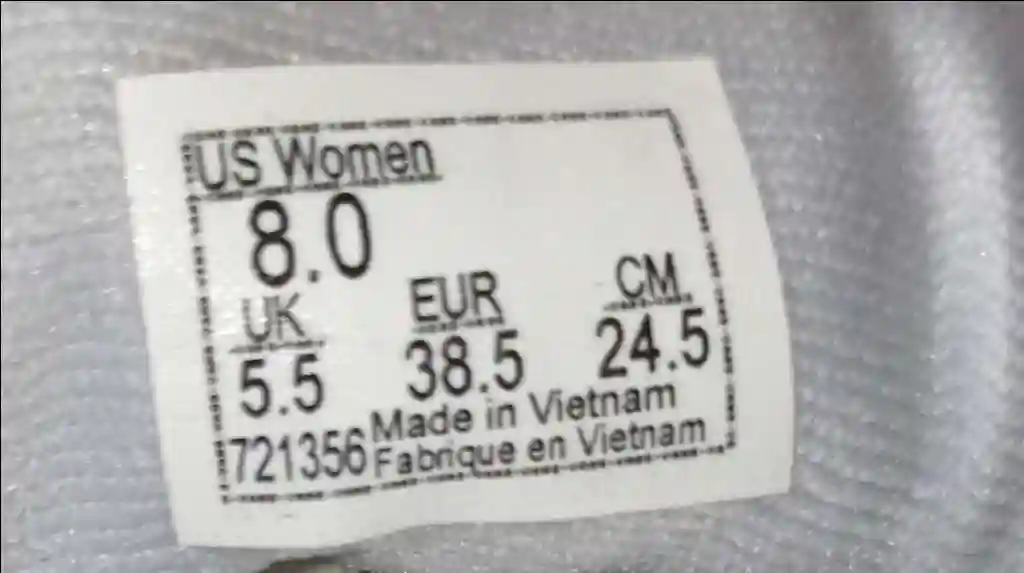 US Women
8.0
UK EUR CM
5.5 38.5 24.5
Made in Vietnam
721356 Fabrique en Vietnam